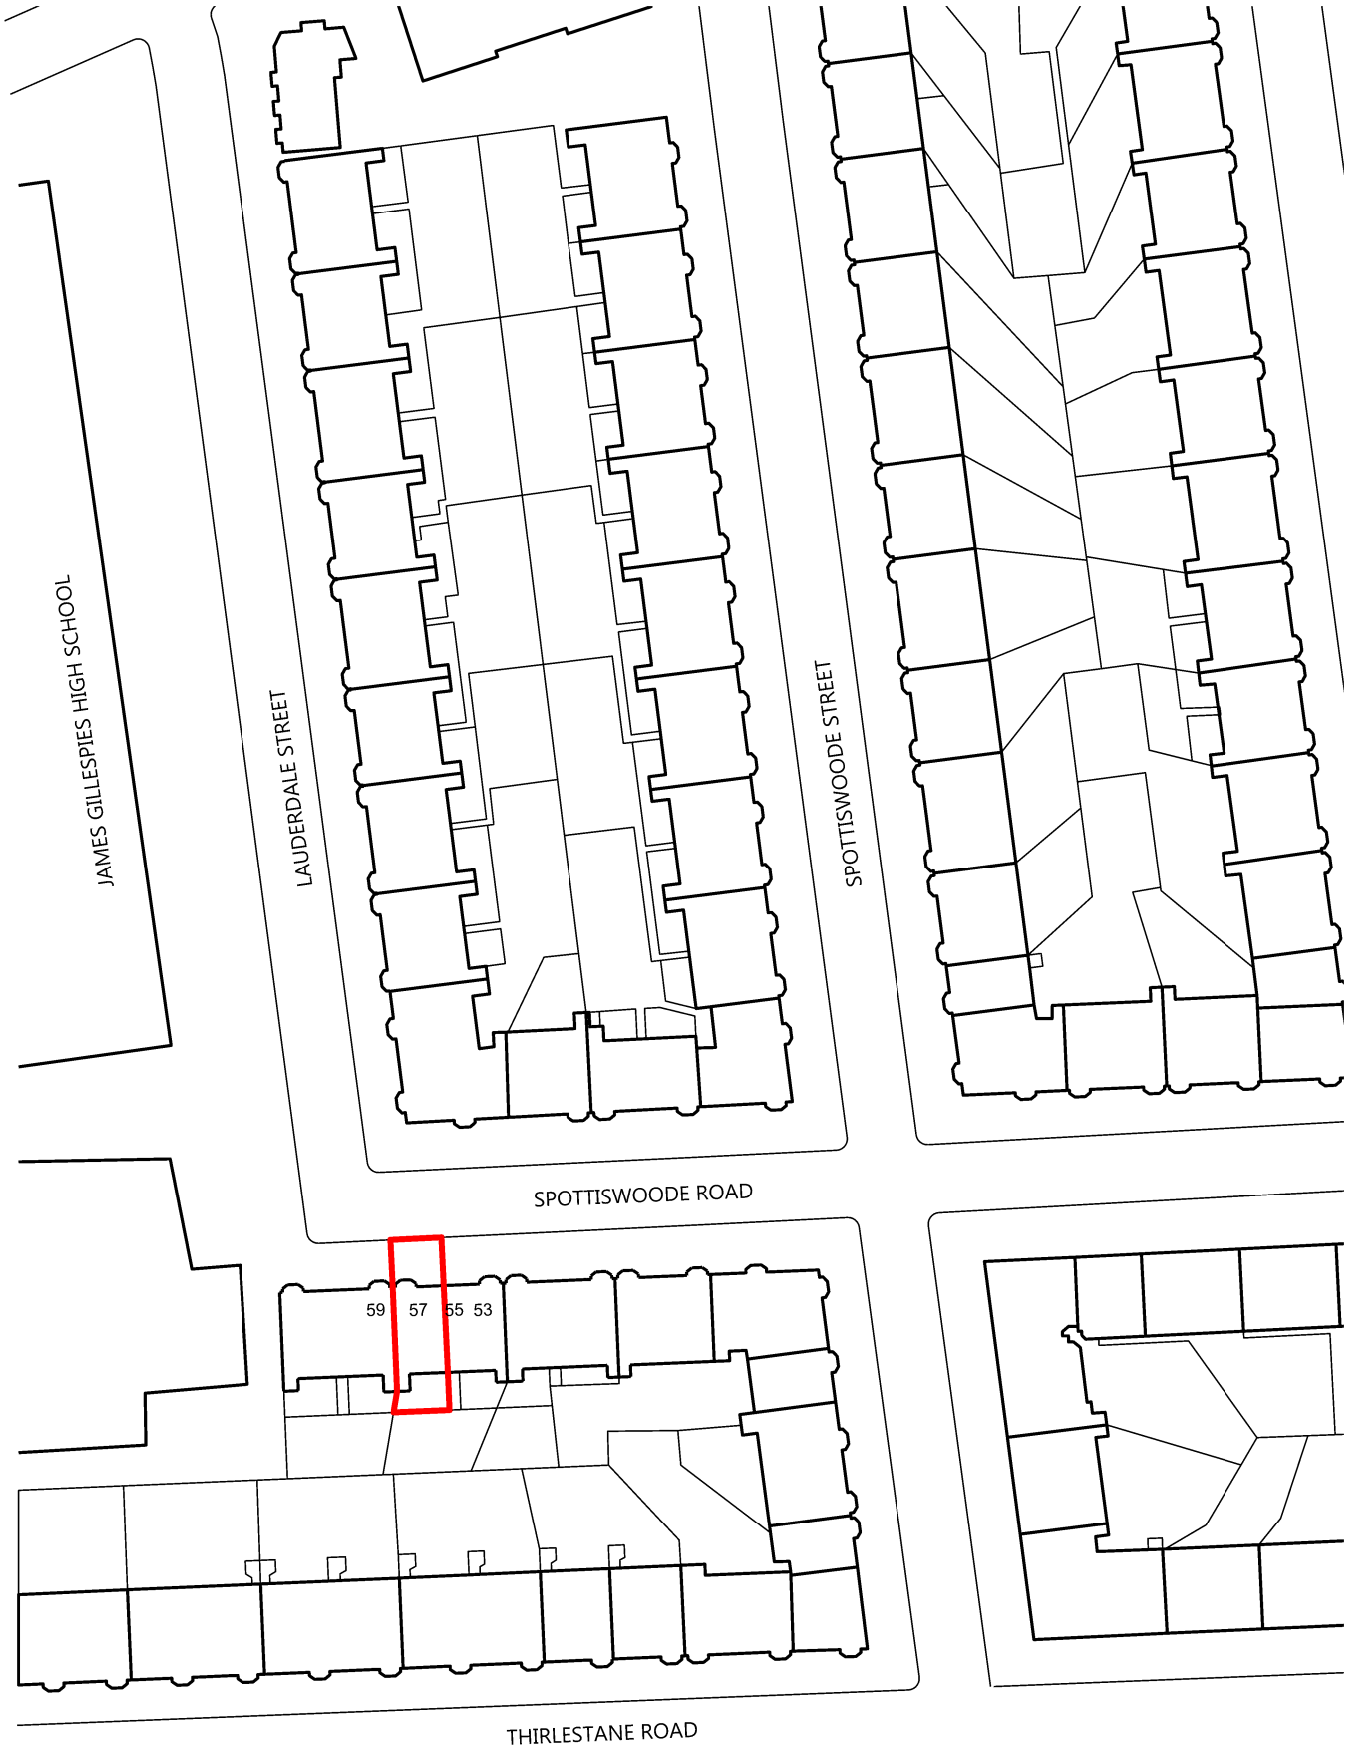 JAMES GILLESPIES HIGH SCHOOL
LAUDERDALE STREET
SPOTTISWOODE STREET
SPOTTISWOODE ROAD
59 57 55 53
THIRLESTANE ROAD